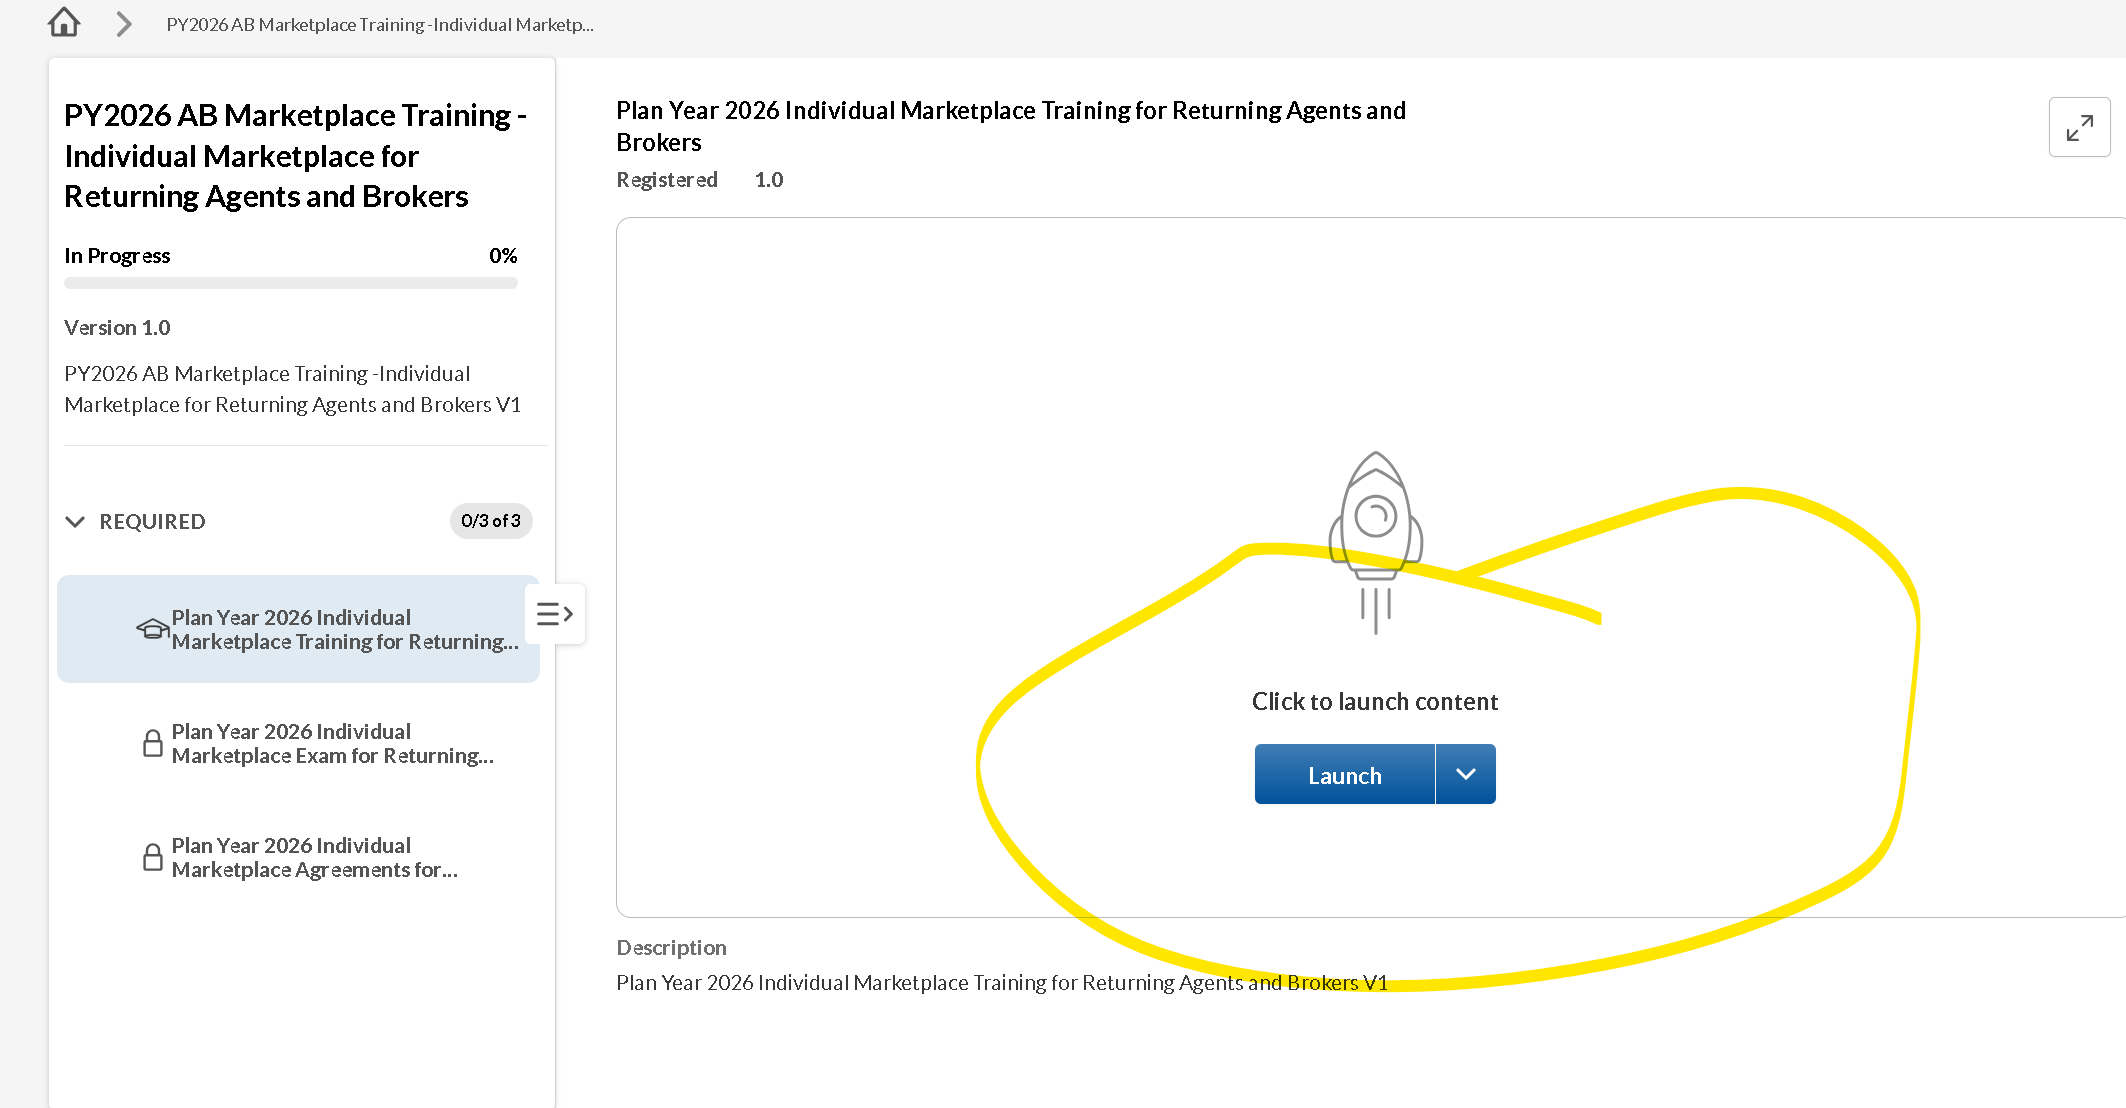 PY2026 AB Marketplace Training -Individual Marketp...
PY2026 AB Marketplace Training -
Individual Marketplace for
Returning Agents and Brokers
In Progress 0%
Version 1.0
PY2026 AB Marketplace Training -Individual
Marketplace for Returning Agents and Brokers V1
REQUIRED 0/3 of 3
Plan Year 2026 Individual
Marketplace Training for Returning...
Plan Year 2026 Individual
Marketplace Exam for Returning...
Plan Year 2026 Individual
Marketplace Agreements for...
Plan Year 2026 Individual Marketplace Training for Returning Agents and
Brokers
Registered 1.0
Click to launch content
Launch
Description
Plan Year 2026 Individual Marketplace Training for Returning Agents and Brokers V1